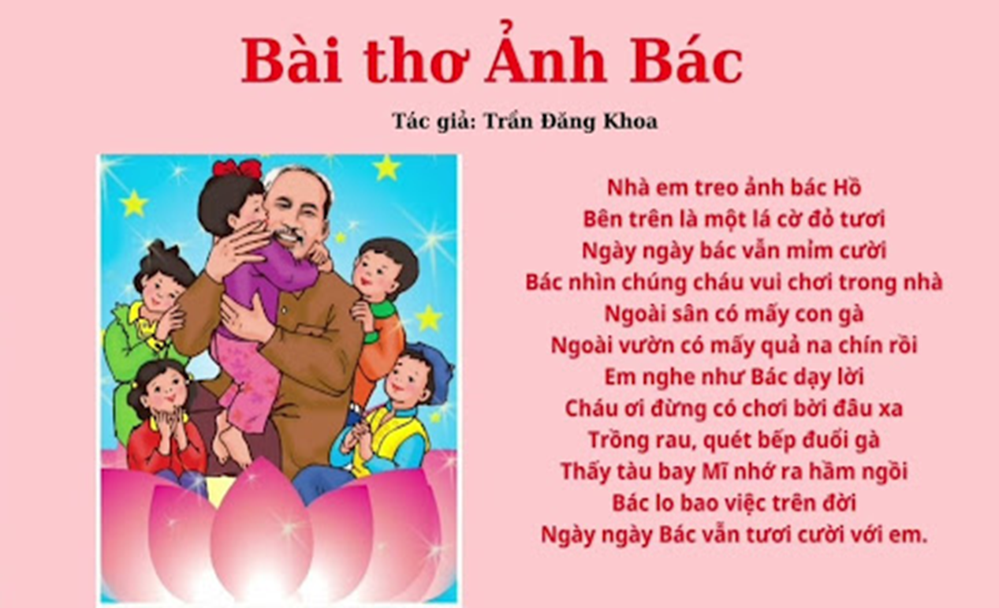 Bài thơ Ảnh Bác
Tác giả: Trần Đăng Khoa
Nhà em treo ảnh bác Hồ
Bên trên là một lá cờ đỏ tươi
Ngày ngày bác vẫn mỉm cười
Bác nhìn chúng cháu vui chơi trong nhà
Ngoài sân có mấy con gà
Ngoài vườn có mấy quả na chín rồi
Em nghe như Bác dạy lời
Cháu ơi đừng có chơi bời đâu xa
Trồng rau, quét bếp đuổi gà
Thấy tàu bay Mĩ nhớ ra hầm ngồi
Bác lo bao việc trên đời
Ngày ngày Bác vẫn tươi cười với em.